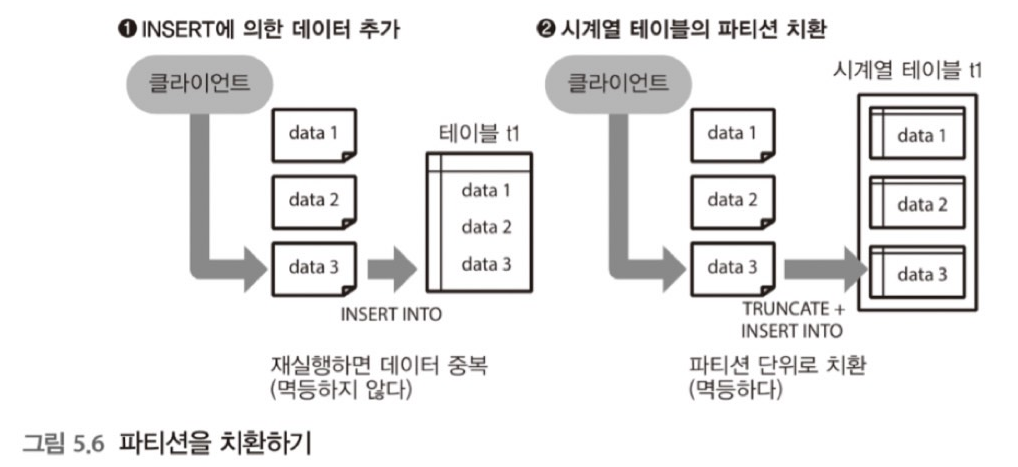 ❶ INSERT에 의한 데이터 추가
클라이언트
data 1
data 2
data 3
INSERT INTO
테이블 t1
data 1
data 2
data 3
재실행하면 데이터 중복
(멱등하지 않다)
❷ 시계열 테이블의 파티션 치환
클라이언트
data 1
data 2
data 3
TRUNCATE +
INSERT INTO
시계열 테이블 t1
data 1
data 2
data 3
파티션 단위로 치환
(멱등하다)
그림 5.6 파티션을 치환하기